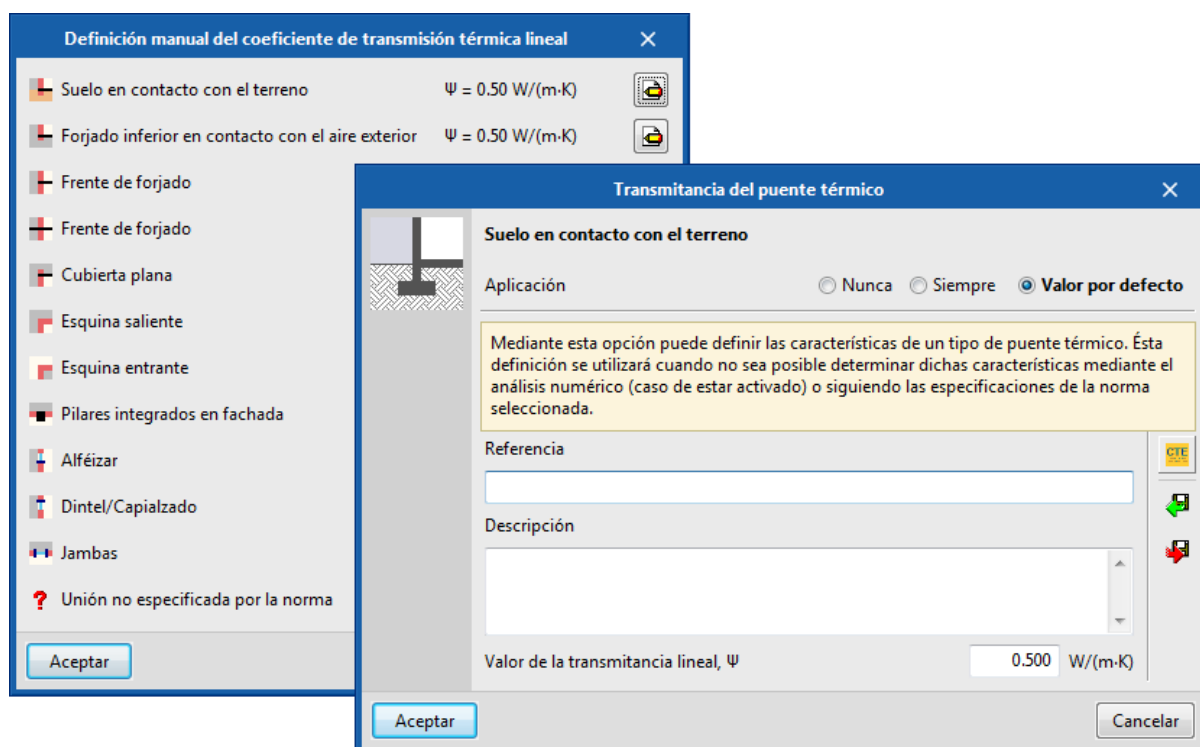 Definición manual del coeficiente de transmisión térmica lineal
Suelo en contacto con el terreno Ψ = 0.50 W/(m·K)
Forjado inferior en contacto con el aire exterior Ψ = 0.50 W/(m·K)
Frente de forjado
Frente de forjado
Cubierta plana
Esquina saliente
Esquina entrante
Pilares integrados en fachada
Alféizar
Dintel/Capialzado
Jambas
? Unión no especificada por la norma
Aceptar
Transmitancia del puente térmico
Suelo en contacto con el terreno
Aplicación Nunca Siempre Valor por defecto
Mediante esta opción puede definir las características de un tipo de puente térmico. Ésta
definición se utilizará cuando no sea posible determinar dichas características mediante el
análisis numérico (caso de estar activado) o siguiendo las especificaciones de la norma
seleccionada.
Referencia
CTE
Descripción
Valor de la transmitancia lineal, Ψ 0.500 W/(m·K)
Aceptar Cancelar